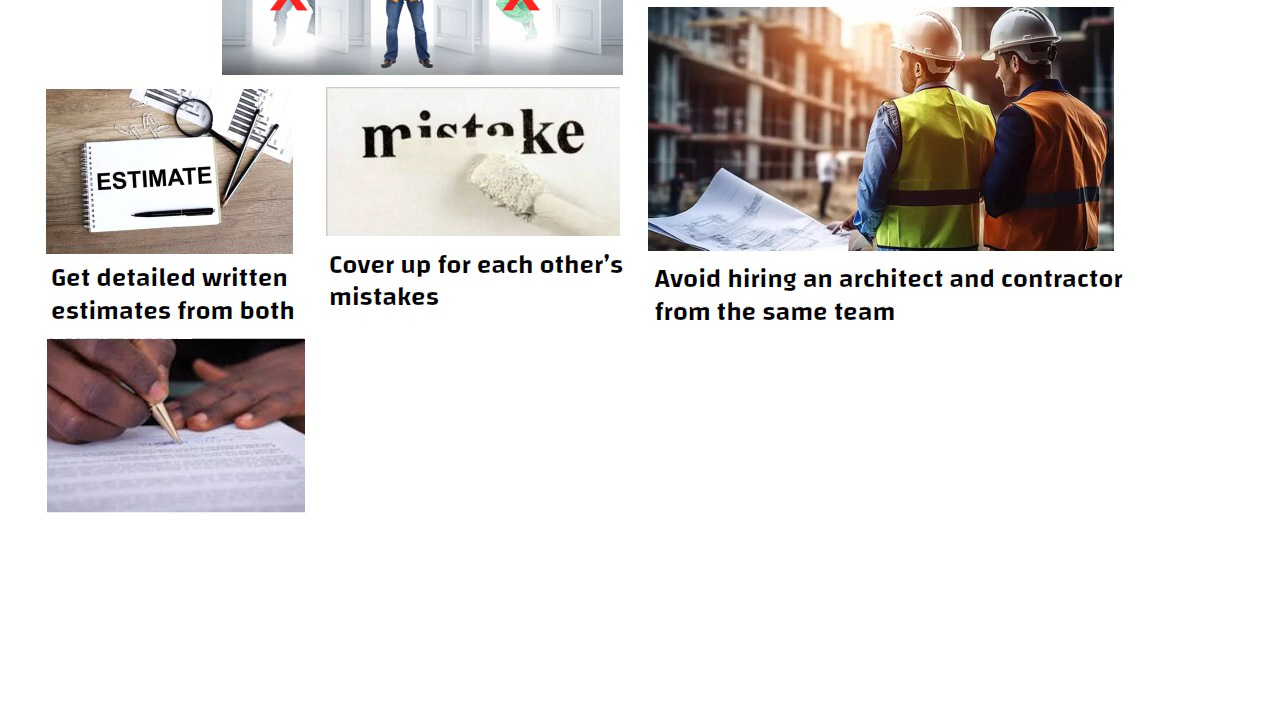 ESTIMATE
Get detailed written
estimates from both
mistake
Cover up for each other’s
mistakes
Avoid hiring an architect and contractor
from the same team